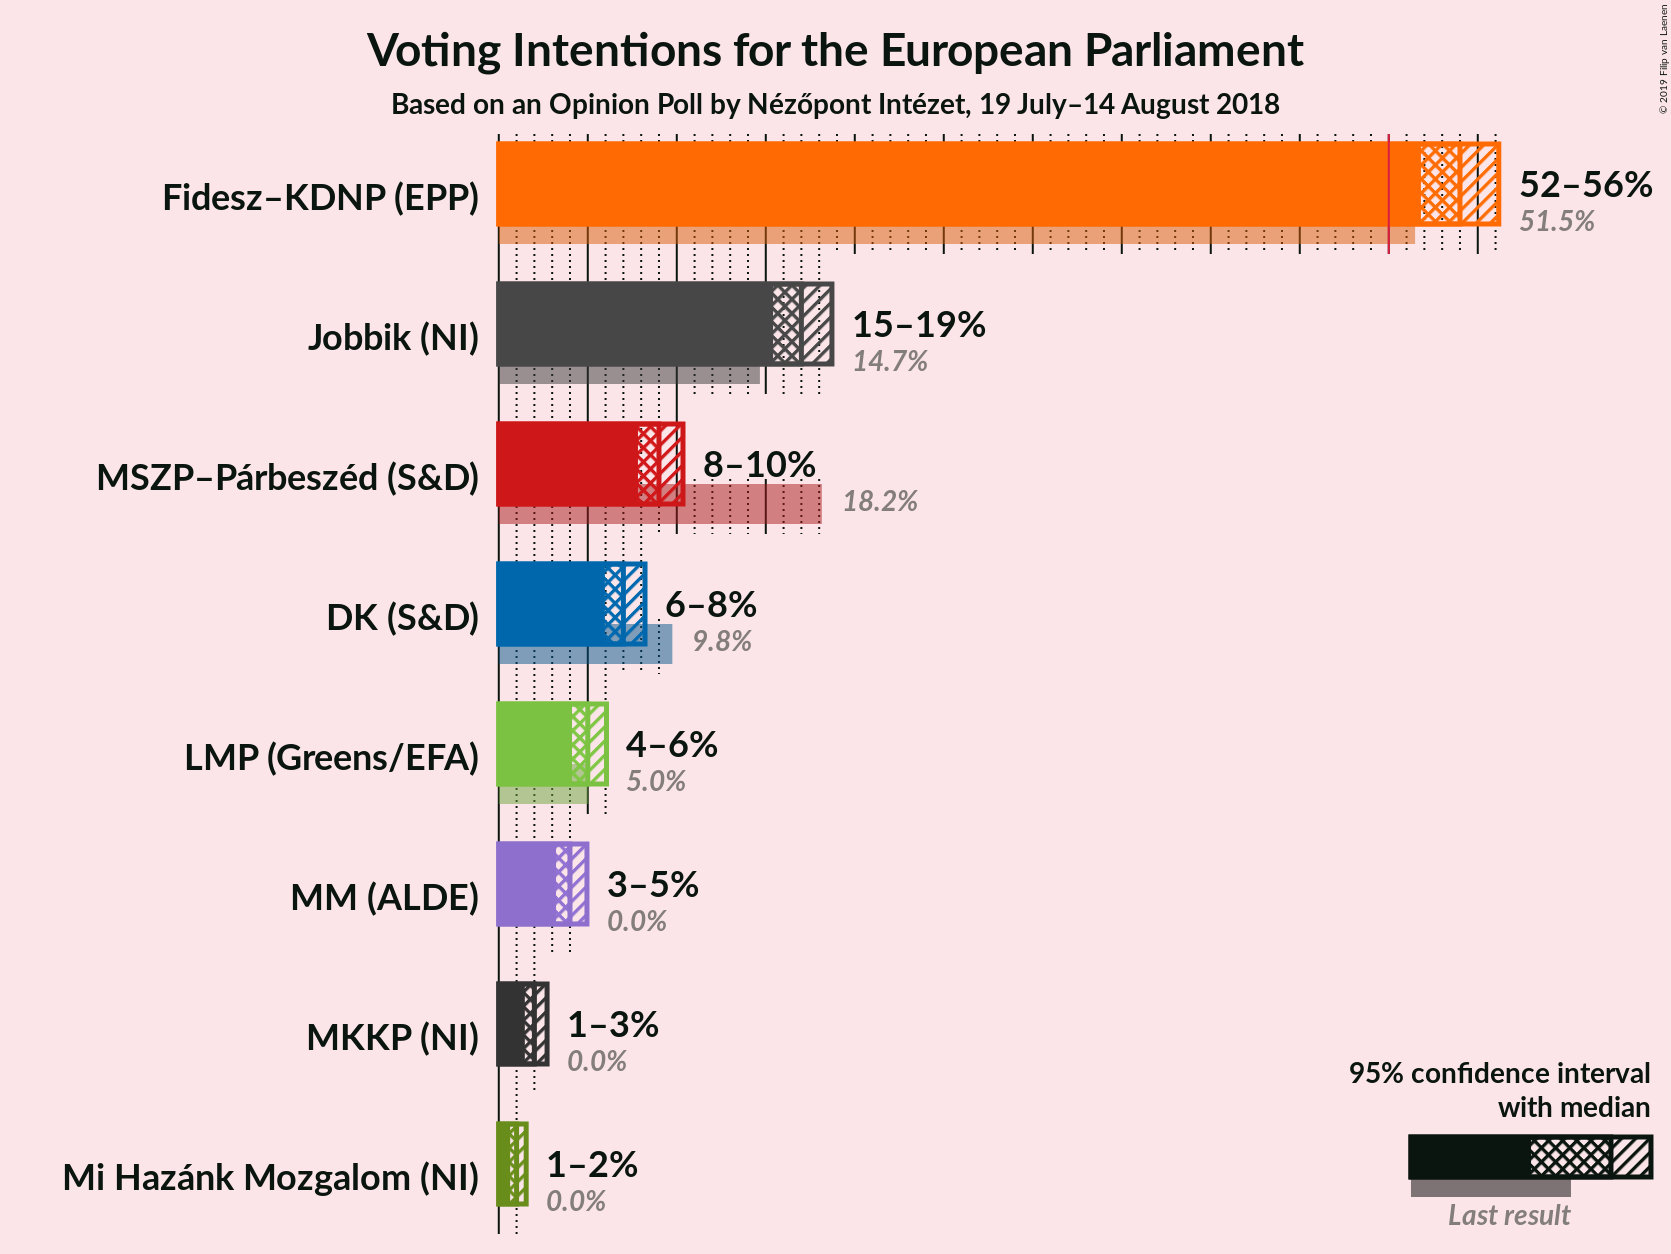 Voting Intentions for the European Parliament
Based on an Opinion Poll by Nézőpont Intézet, 19 July–14 August 2018
© 2019 Filip van Laenen
Fidesz–KDNP (EPP)
52–56%
51.5%
Jobbik (NI)
15–19%
14.7%
MSZP–Párbeszéd (S&D)
8–10%
18.2%
DK (S&D)
6–8%
9.8%
LMP (Greens/EFA)
4–6%
5.0%
MM (ALDE)
3–5%
0.0%
MKKP (NI)
1–3%
0.0%
Mi Hazánk Mozgalom (NI)
1–2%
0.0%
95% confidence interval
with median
Last result